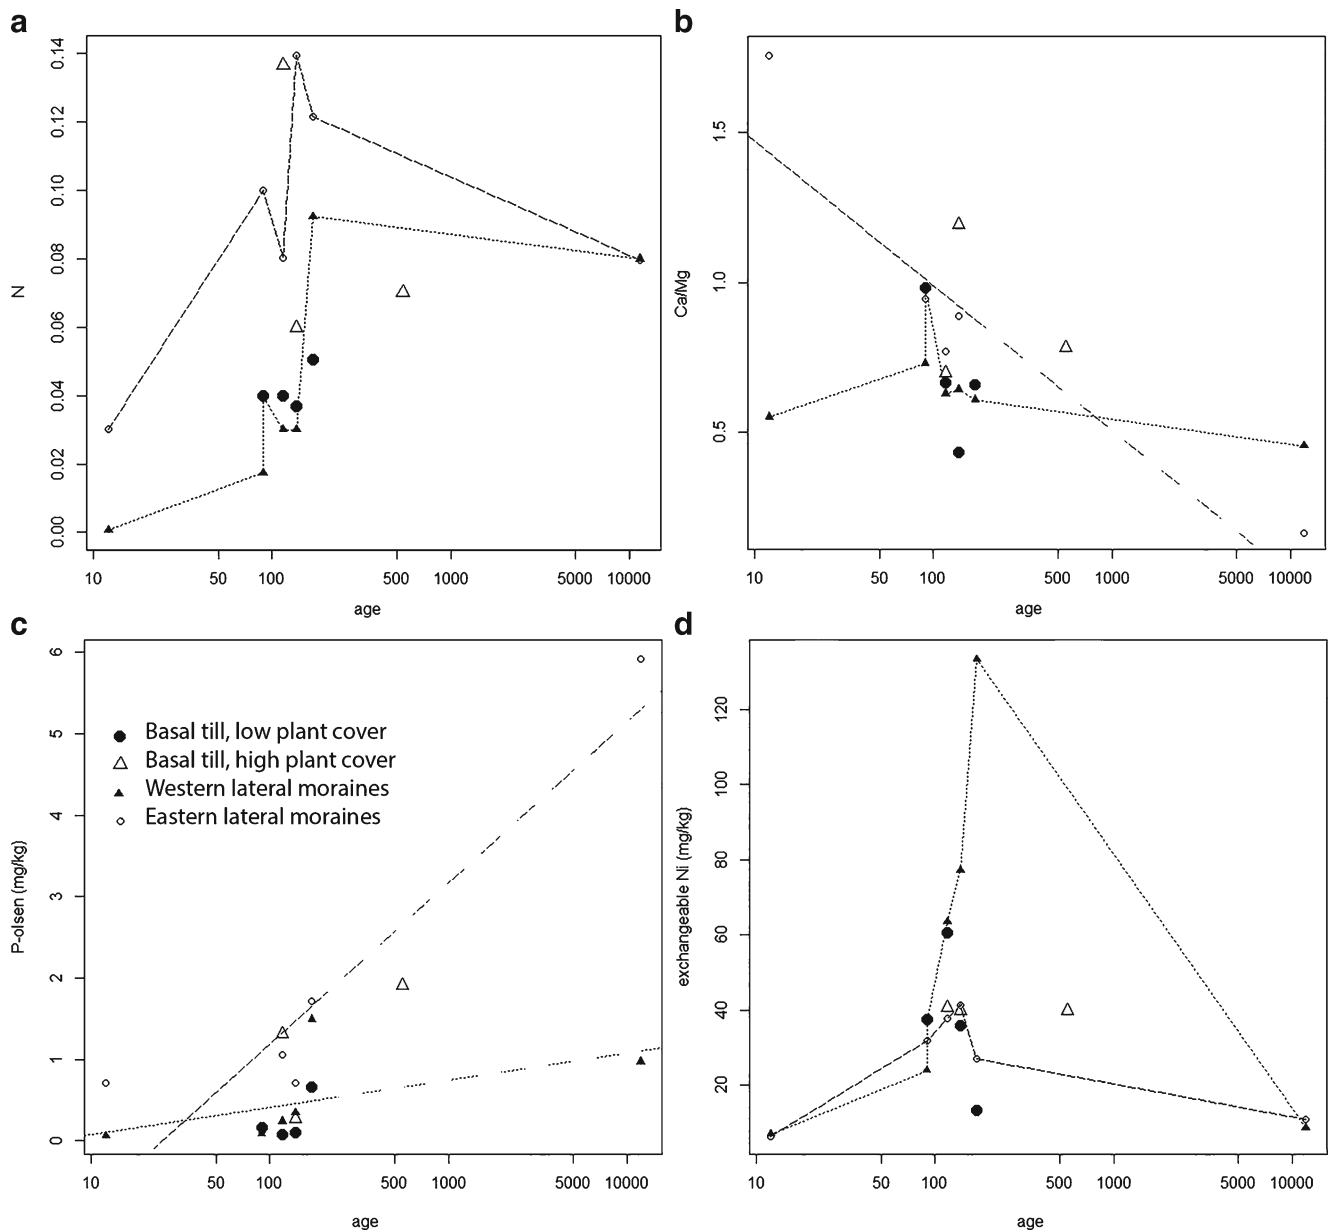 a
N
0.14
0.12
0.10
0.08
0.06
0.04
0.02
0.00
10 50 100 500 1000 5000 10000
age
b
Ca/Mg
1.5
1.0
0.5
10 50 100 500 1000 5000 10000
age
c
P-olsen (mg/kg)
6
5
4
3
2
1
0
Basal till, low plant cover
Basal till, high plant cover
Western lateral moraines
Eastern lateral moraines
10 50 100 500 1000 5000 10000
age
d
exchangeable Ni (mg/kg)
120
100
80
60
40
20
10 50 100 500 1000 5000 10000
age